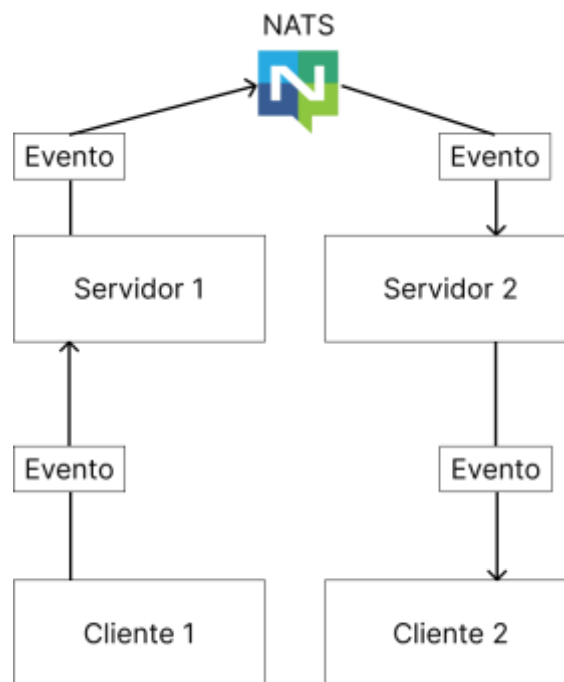 NATS
N
Evento
Evento
Servidor 1
Servidor 2
Evento
Evento
Cliente 1
Cliente 2